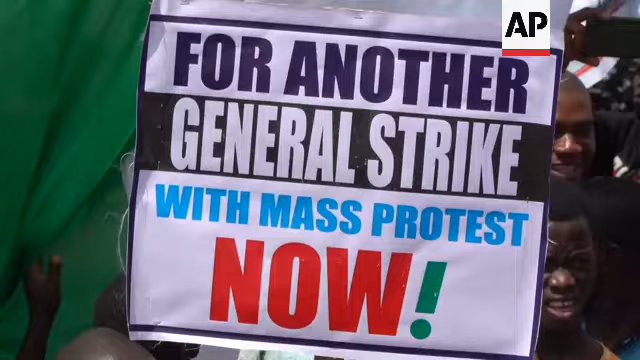 AP
FOR ANOTHER
GENERAL STRIKE
WITH MASS PROTEST
NOW!